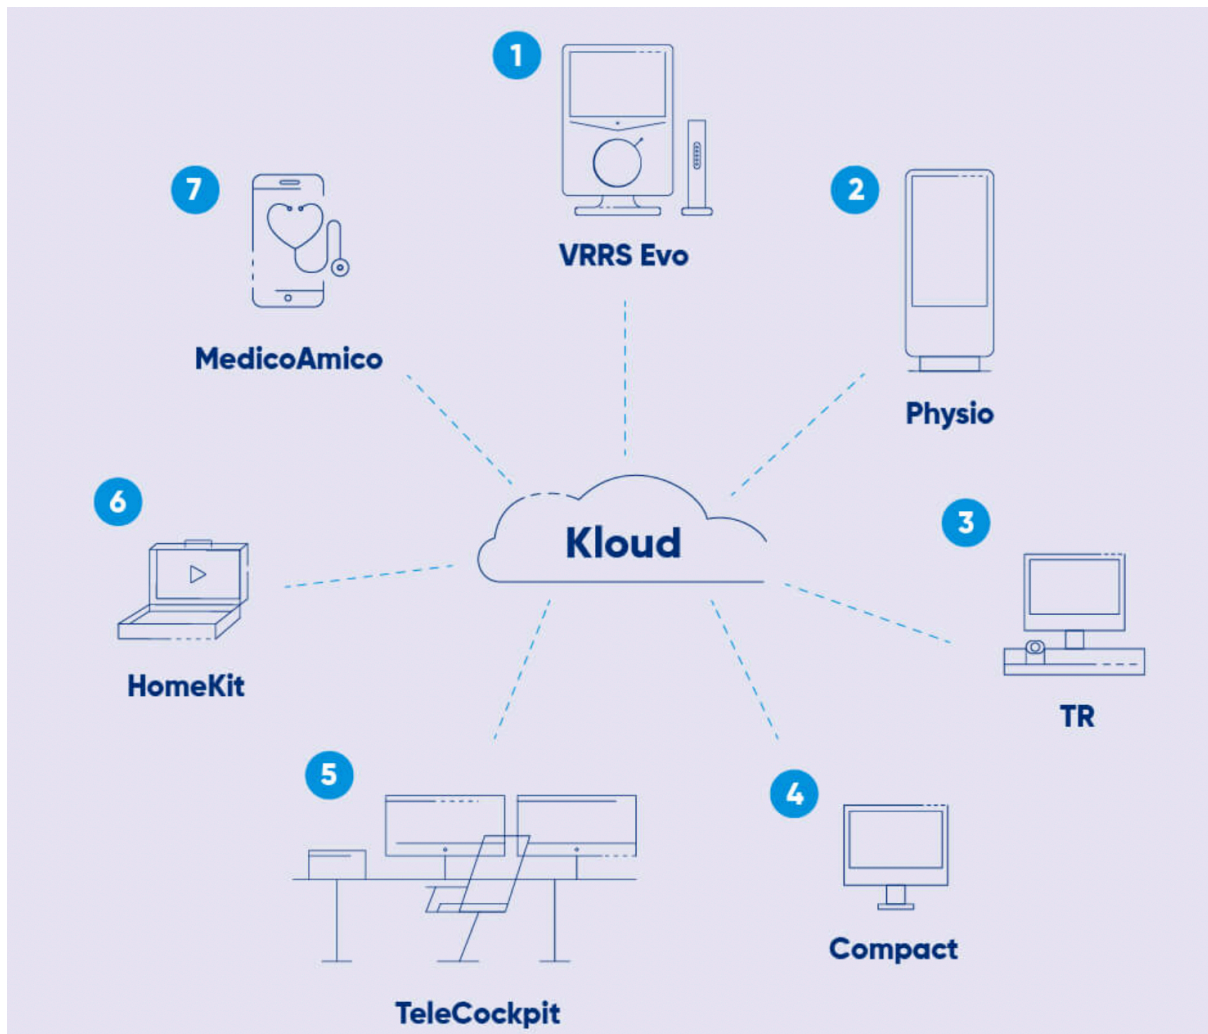 1
VRRS Evo
2
Physio
3
TR
4
Compact
5
TeleCockpit
6
HomeKit
7
MedicoAmico
Kloud